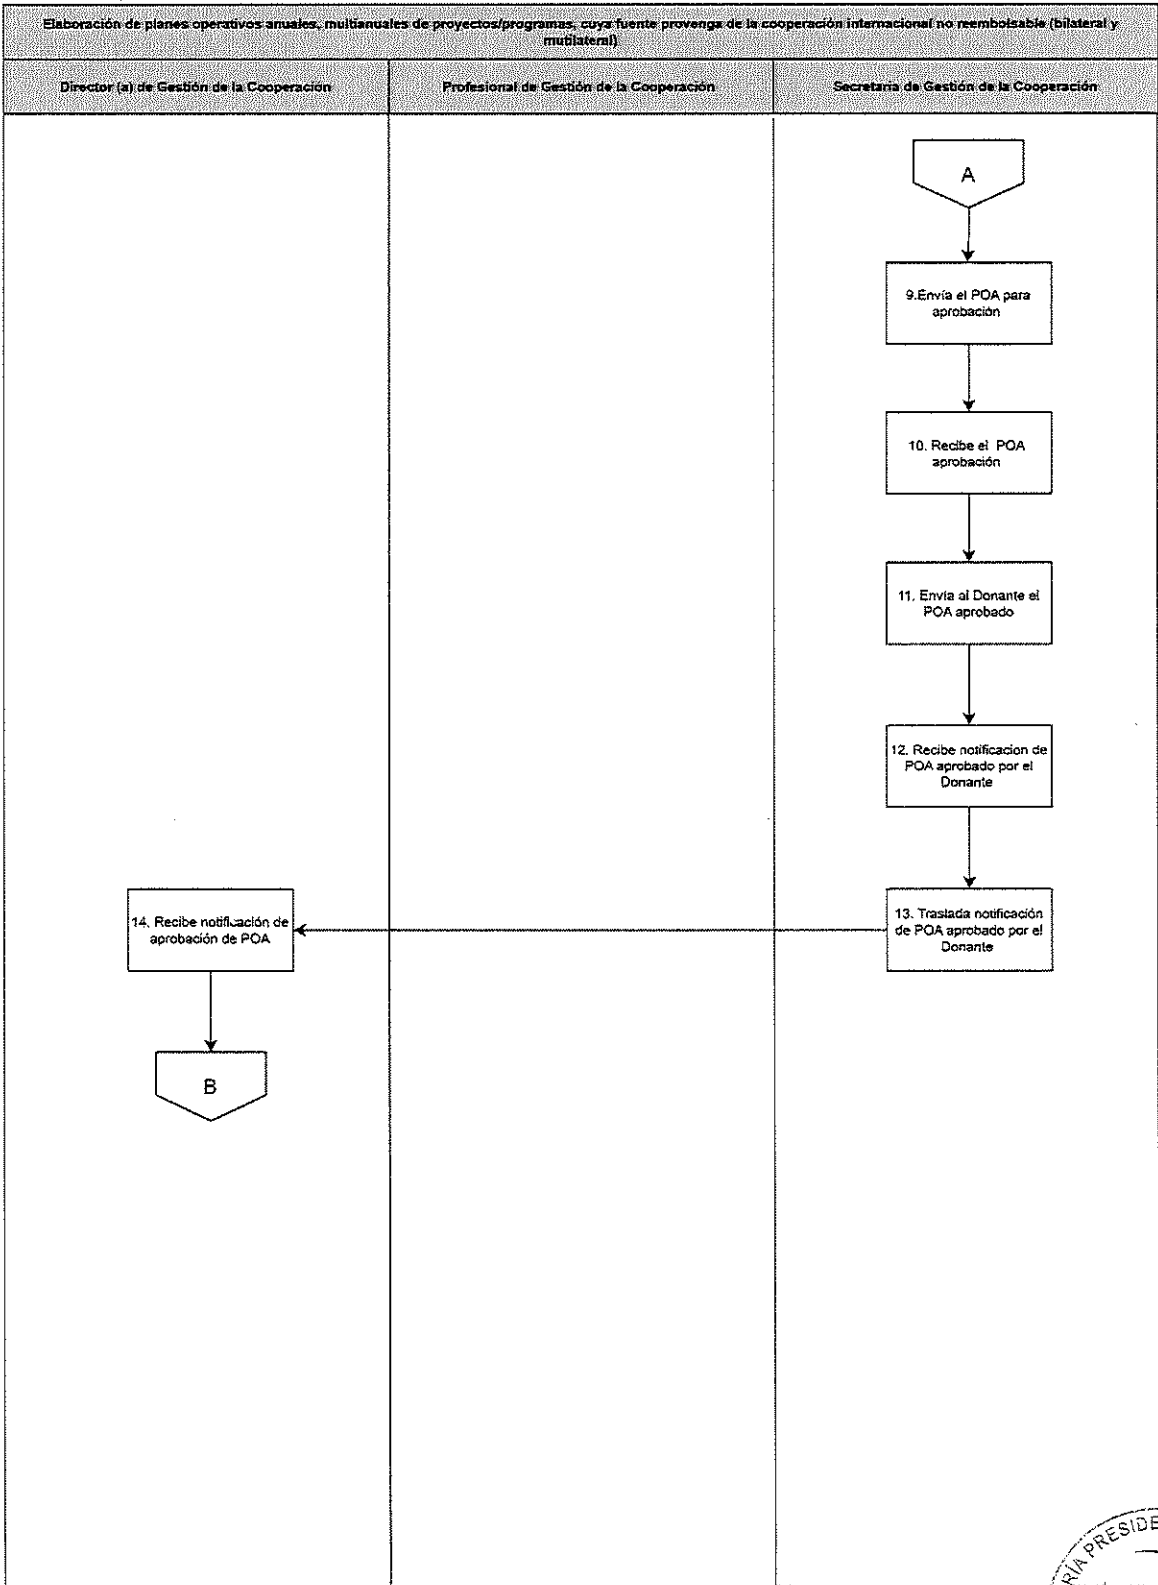 Elaboración de planes operativos anuales, multianuales de proyectos/programas, cuya fuente provenga de la cooperación internacional no reembolsable (bilateral y
mutilateral)
Director (a) de Gestión de la Cooperación
Profesional de Gestión de la Cooperación
Secretaria de Gestión de la Cooperación
A
9.Envía el POA para
aprobación
10. Recibe el POA
aprobación
11. Envía al Donante el
POA aprobado
12. Recibe notificacion de
POA aprobado por el
Donante
13. Traslada notificación
de POA aprobado por el
Donante
14. Recibe notificación de
aprobación de POA
B